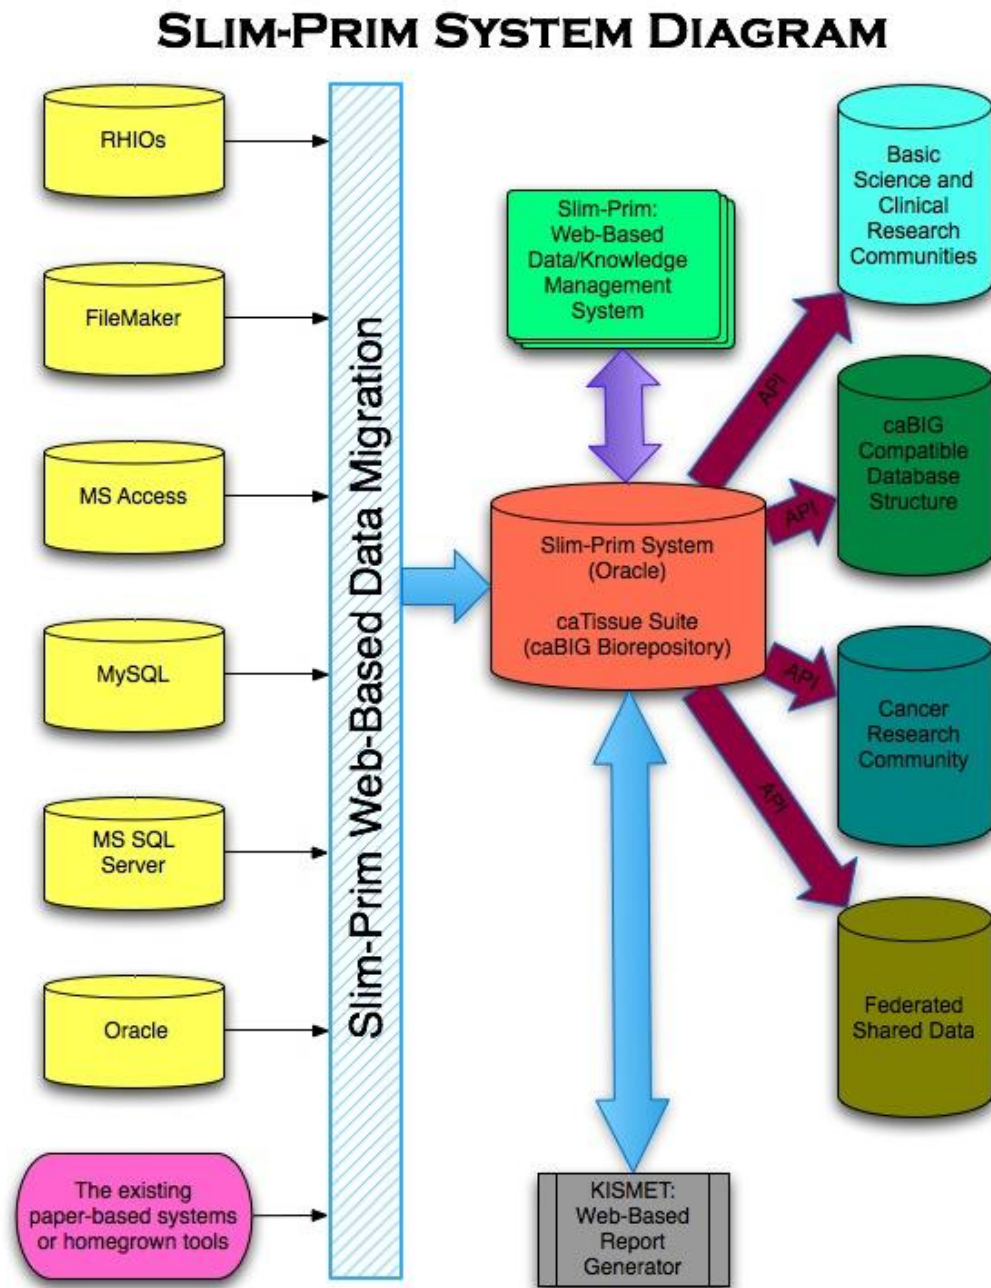 SLIM-PRIM SYSTEM DIAGRAM
RHIOs
FileMaker
MS Access
MySQL
MS SQL
Server
Oracle
The existing
paper-based systems
or homegrown tools
Slim-Prim Web-Based Data Migration
Slim-Prim:
Web-Based
Data/Knowledge
Management
System
Slim-Prim System
(Oracle)
caTissue Suite
(caBIG Biorepository)
KISMET:
Web-Based
Report
Generator
API
API
API
API
Basic
Science and
Clinical
Research
Communities
caBIG
Compatible
Database
Structure
Cancer
Research
Community
Federated
Shared Data